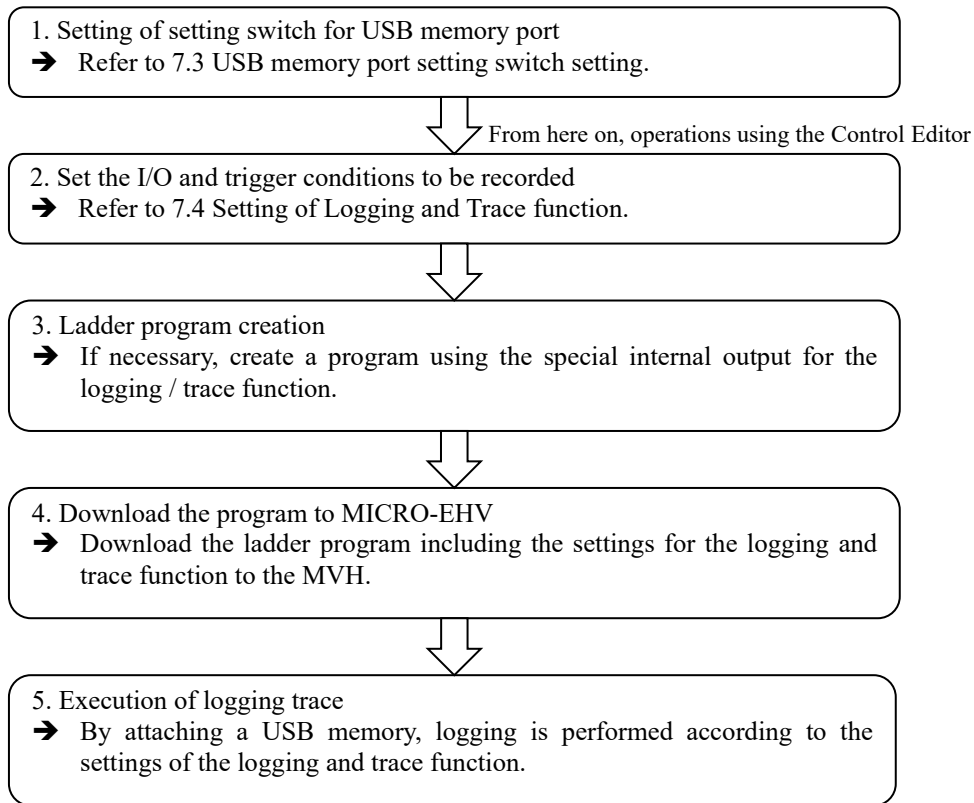 1. Setting of setting switch for USB memory port
➔ Refer to 7.3 USB memory port setting switch setting.
From here on, operations using the Control Editor
2. Set the I/O and trigger conditions to be recorded
➔ Refer to 7.4 Setting of Logging and Trace function.
3. Ladder program creation
➔ If necessary, create a program using the special internal output for the
logging / trace function.
4. Download the program to MICRO-EHV
➔ Download the ladder program including the settings for the logging and
trace function to the MVH.
5. Execution of logging trace
➔ By attaching a USB memory, logging is performed according to the
settings of the logging and trace function.